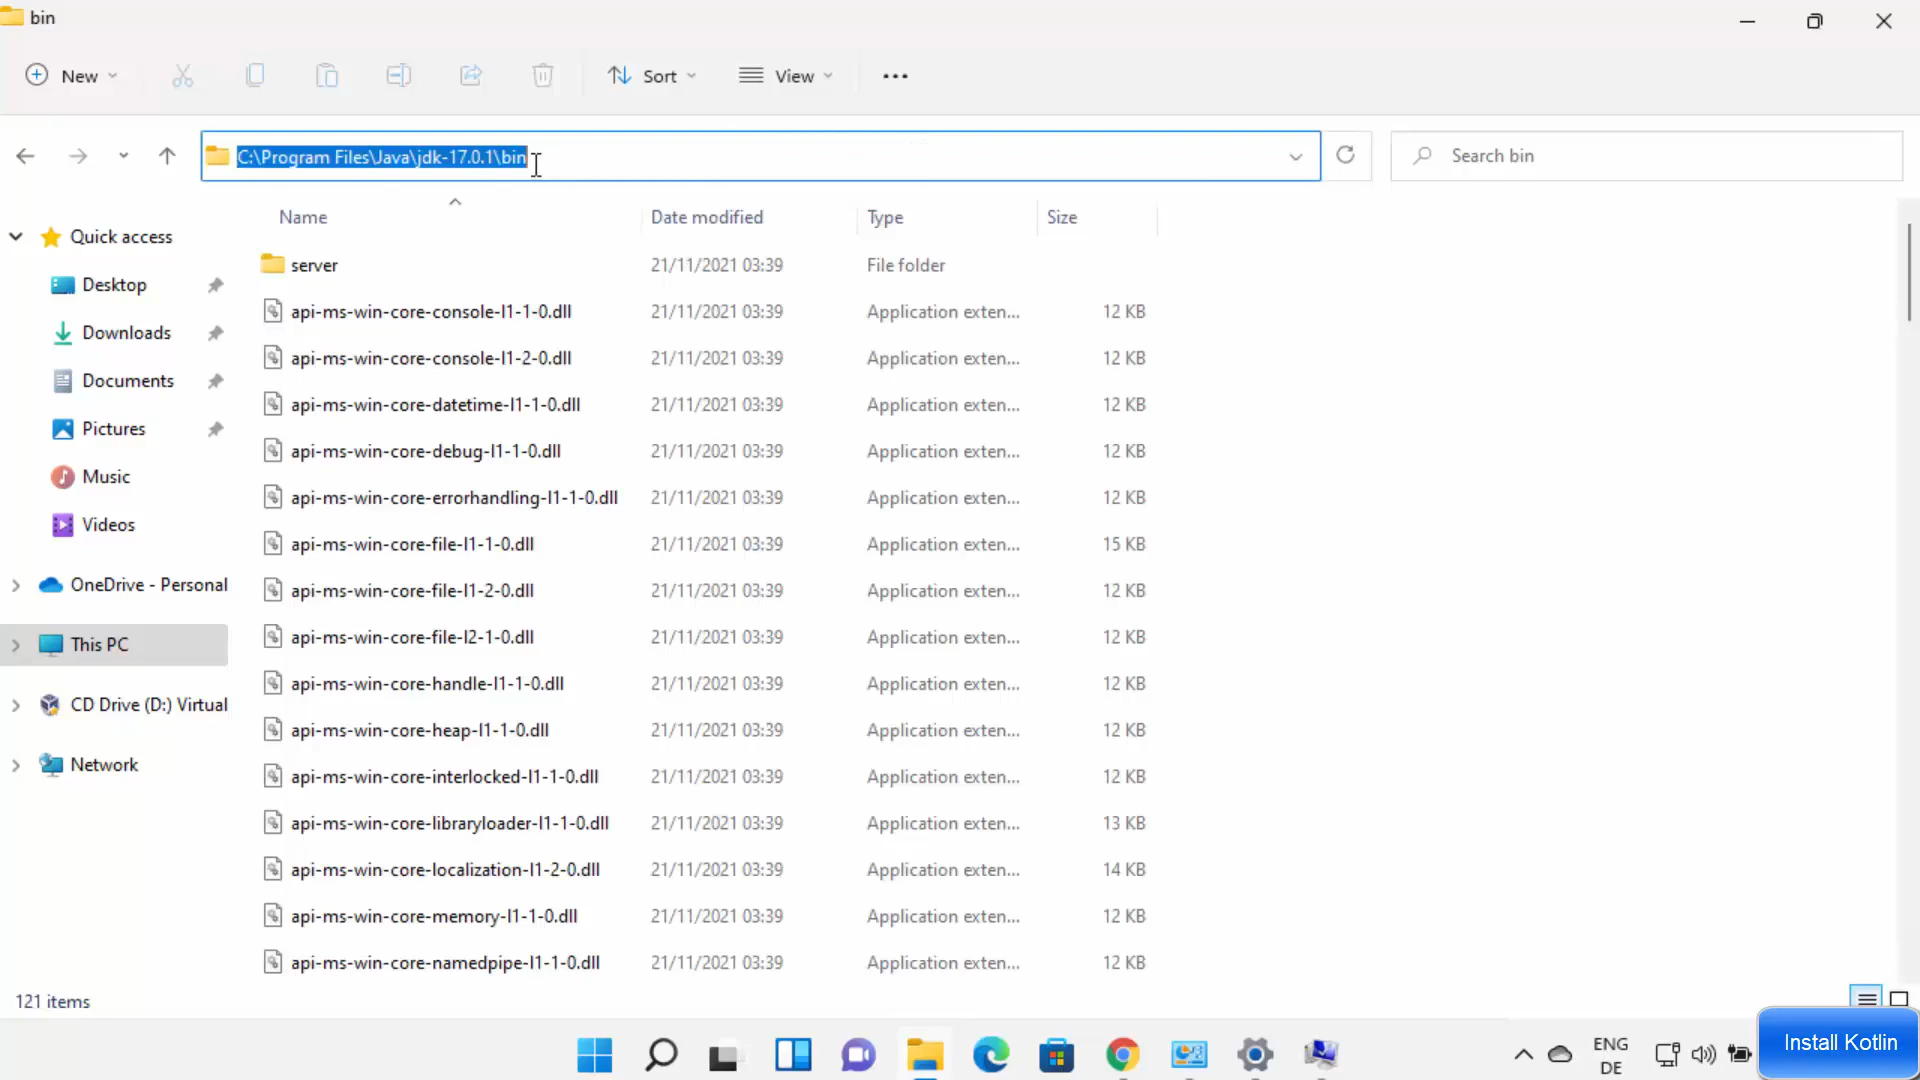 bin
New
Sort
View
C:\Program Files\Java\jdk-17.0.1\bin
Search bin
Name Date modified Type Size
Quick access
Desktop
Downloads
Documents
Pictures
Music
Videos
OneDrive - Personal
This PC
CD Drive (D:) Virtual
Network
server 21/11/2021 03:39 File folder
api-ms-win-core-console-l1-1-0.dll 21/11/2021 03:39 Application exten... 12 KB
api-ms-win-core-console-l1-2-0.dll 21/11/2021 03:39 Application exten... 12 KB
api-ms-win-core-datetime-l1-1-0.dll 21/11/2021 03:39 Application exten... 12 KB
api-ms-win-core-debug-l1-1-0.dll 21/11/2021 03:39 Application exten... 12 KB
api-ms-win-core-errorhandling-l1-1-0.dll 21/11/2021 03:39 Application exten... 12 KB
api-ms-win-core-file-l1-1-0.dll 21/11/2021 03:39 Application exten... 15 KB
api-ms-win-core-file-l1-2-0.dll 21/11/2021 03:39 Application exten... 12 KB
api-ms-win-core-file-l2-1-0.dll 21/11/2021 03:39 Application exten... 12 KB
api-ms-win-core-handle-l1-1-0.dll 21/11/2021 03:39 Application exten... 12 KB
api-ms-win-core-heap-l1-1-0.dll 21/11/2021 03:39 Application exten... 12 KB
api-ms-win-core-interlocked-l1-1-0.dll 21/11/2021 03:39 Application exten... 12 KB
api-ms-win-core-libraryloader-l1-1-0.dll 21/11/2021 03:39 Application exten... 13 KB
api-ms-win-core-localization-l1-2-0.dll 21/11/2021 03:39 Application exten... 14 KB
api-ms-win-core-memory-l1-1-0.dll 21/11/2021 03:39 Application exten... 12 KB
api-ms-win-core-namedpipe-l1-1-0.dll 21/11/2021 03:39 Application exten... 12 KB
121 items
ENG
DE
Install Kotlin